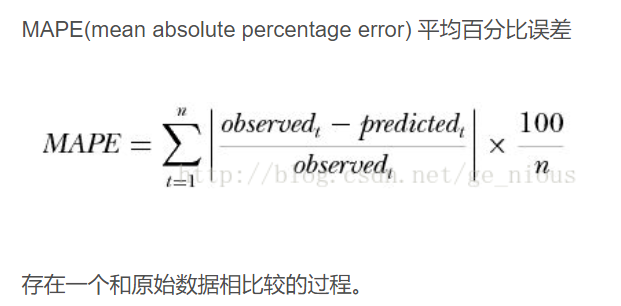 MAPE(mean absolute percentage error) 平均百分比误差
MAPE = \sum_{t=1}^{n} \left| \frac{observed_t - predicted_t}{observed_t} \right| \times \frac{100}{n}
http://blog.csdn.net/ge_nious
存在一个和原始数据相比较的过程。